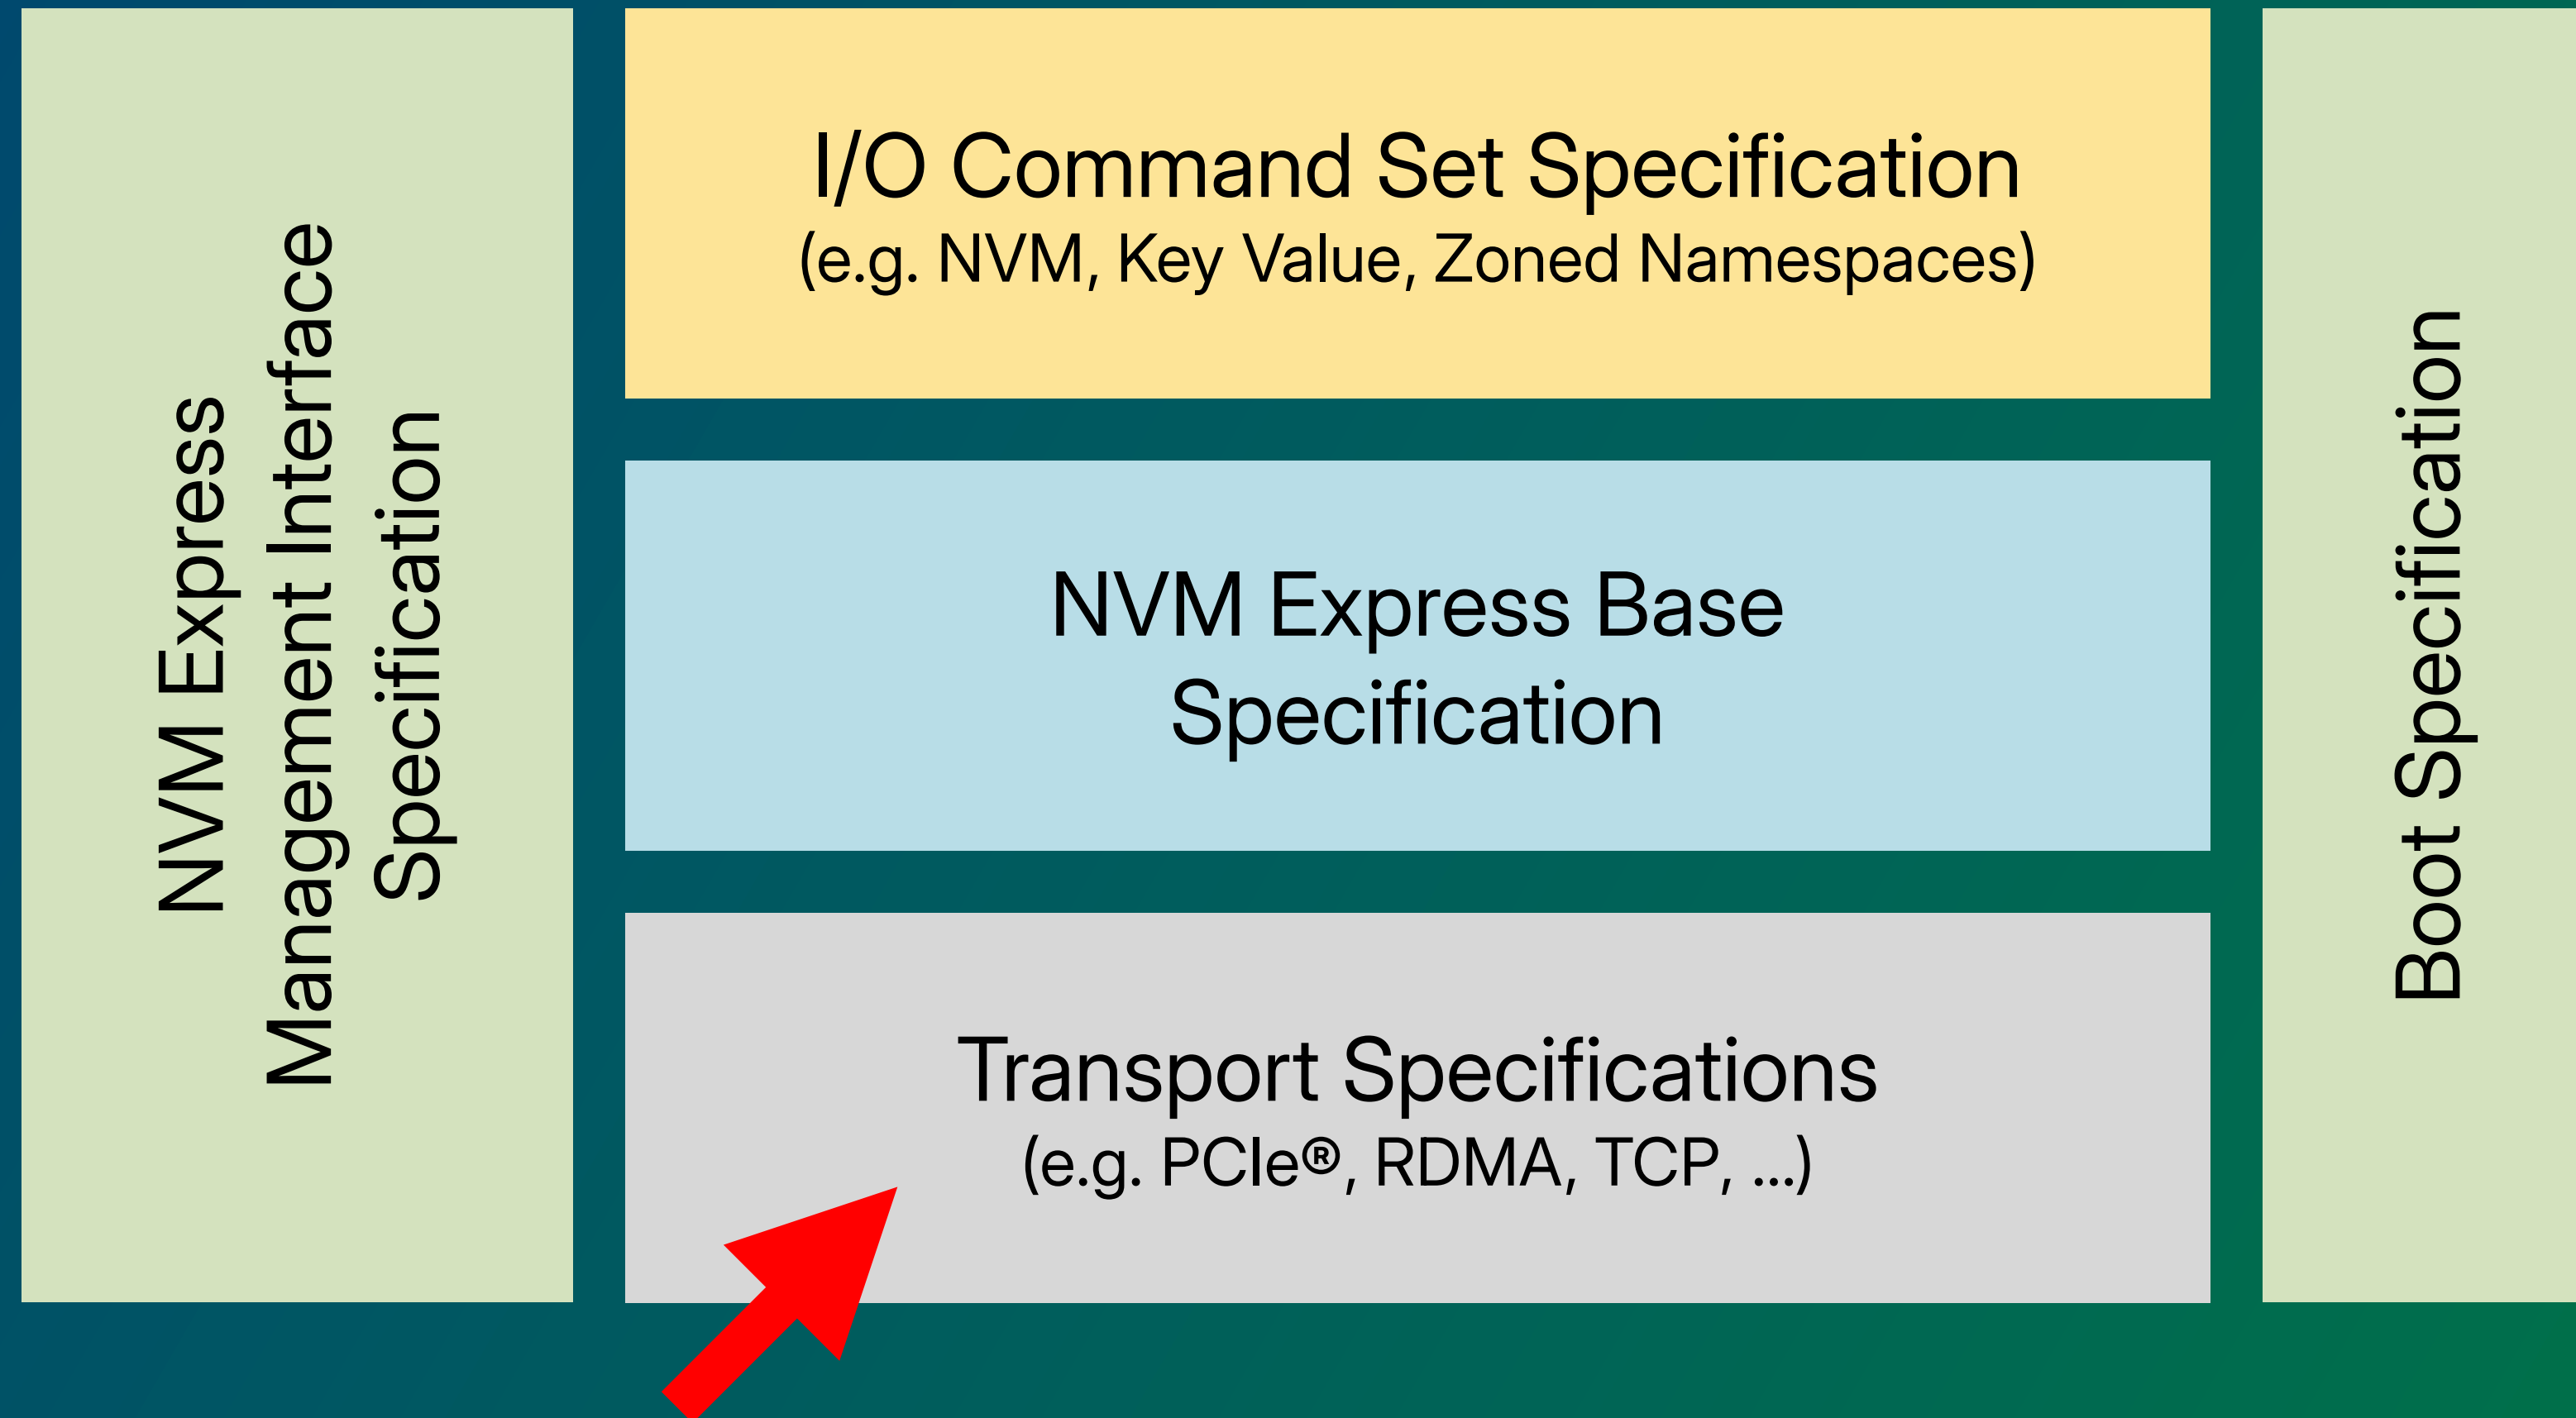 NVM Express
Management Interface
Specification
I/O Command Set Specification
(e.g. NVM, Key Value, Zoned Namespaces)
NVM Express Base
Specification
Transport Specifications
(e.g. PCIe®, RDMA, TCP, ...)
Boot Specification